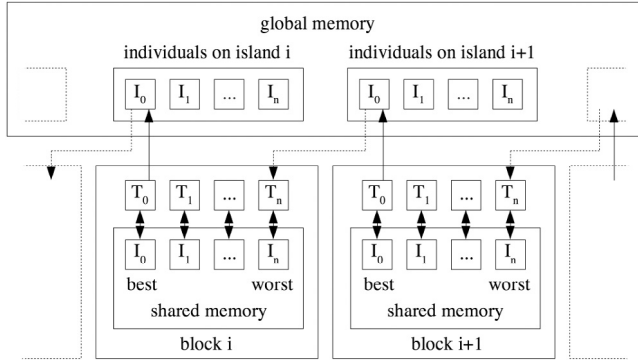 global memory
individuals on island i individuals on island i+1
I₀ I₁ ... Iₙ I₀ I₁ ... Iₙ
T₀ T₁ ... Tₙ T₀ T₁ ... Tₙ
I₀ I₁ ... Iₙ I₀ I₁ ... Iₙ
best worst best worst
shared memory shared memory
block i block i+1